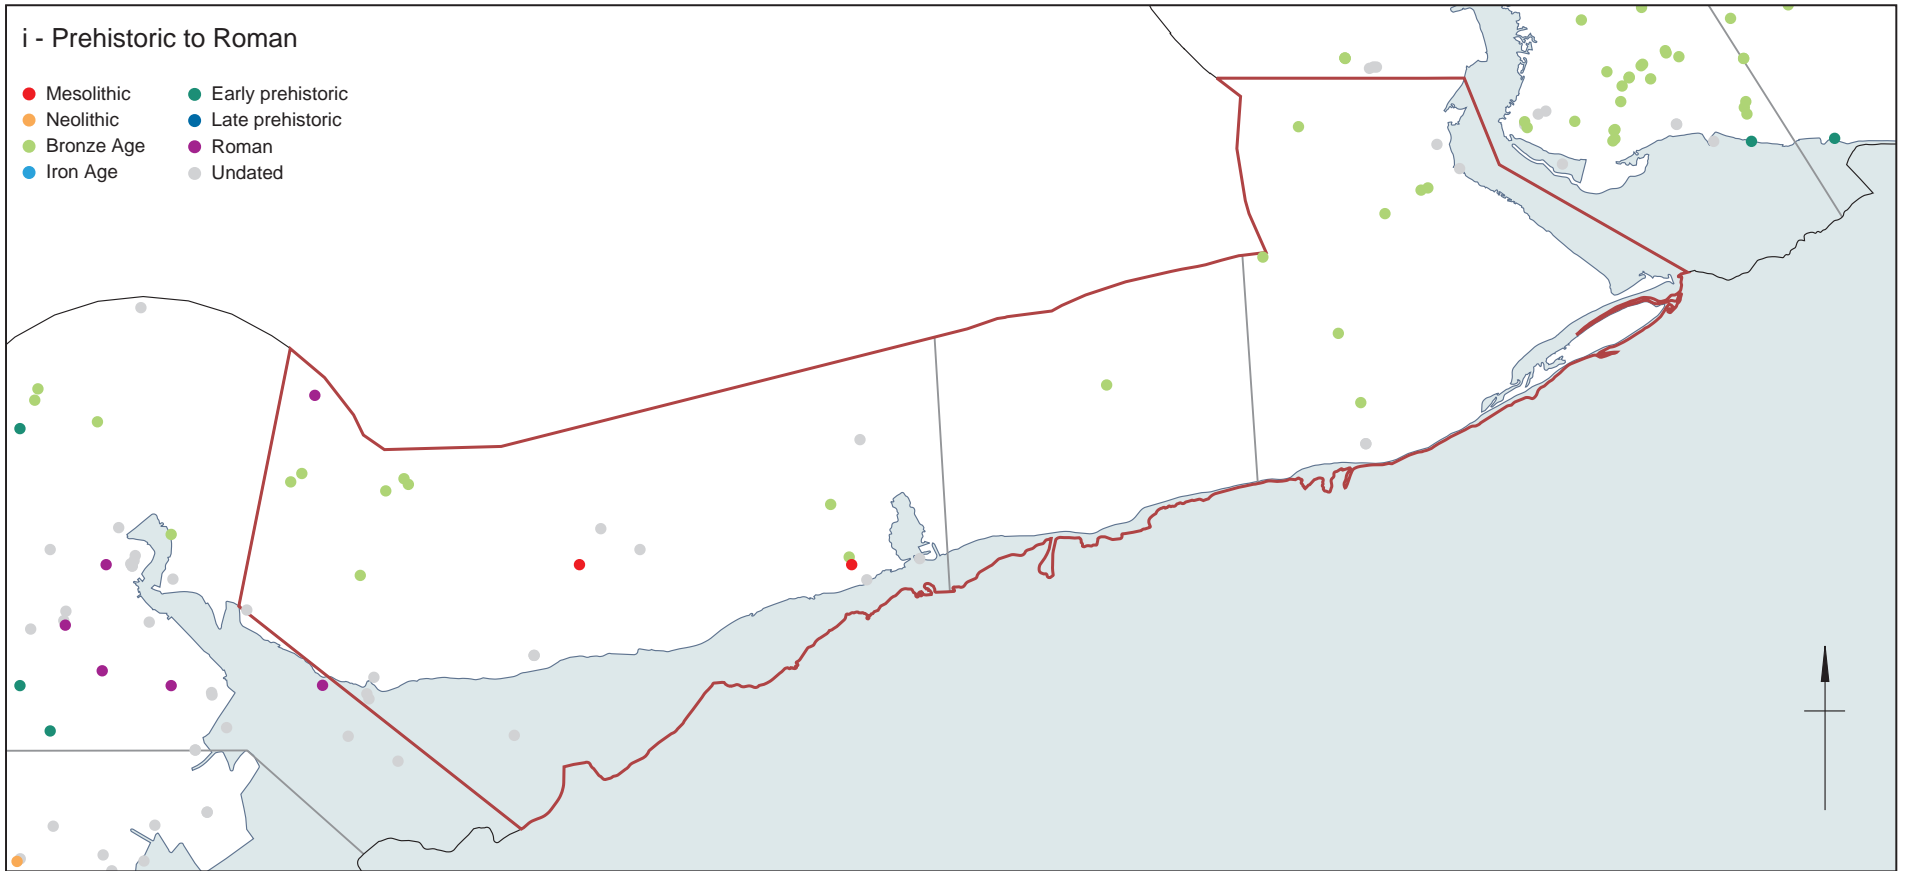 i - Prehistoric to Roman
Mesolithic
Neolithic
Bronze Age
Iron Age
Early prehistoric
Late prehistoric
Roman
Undated